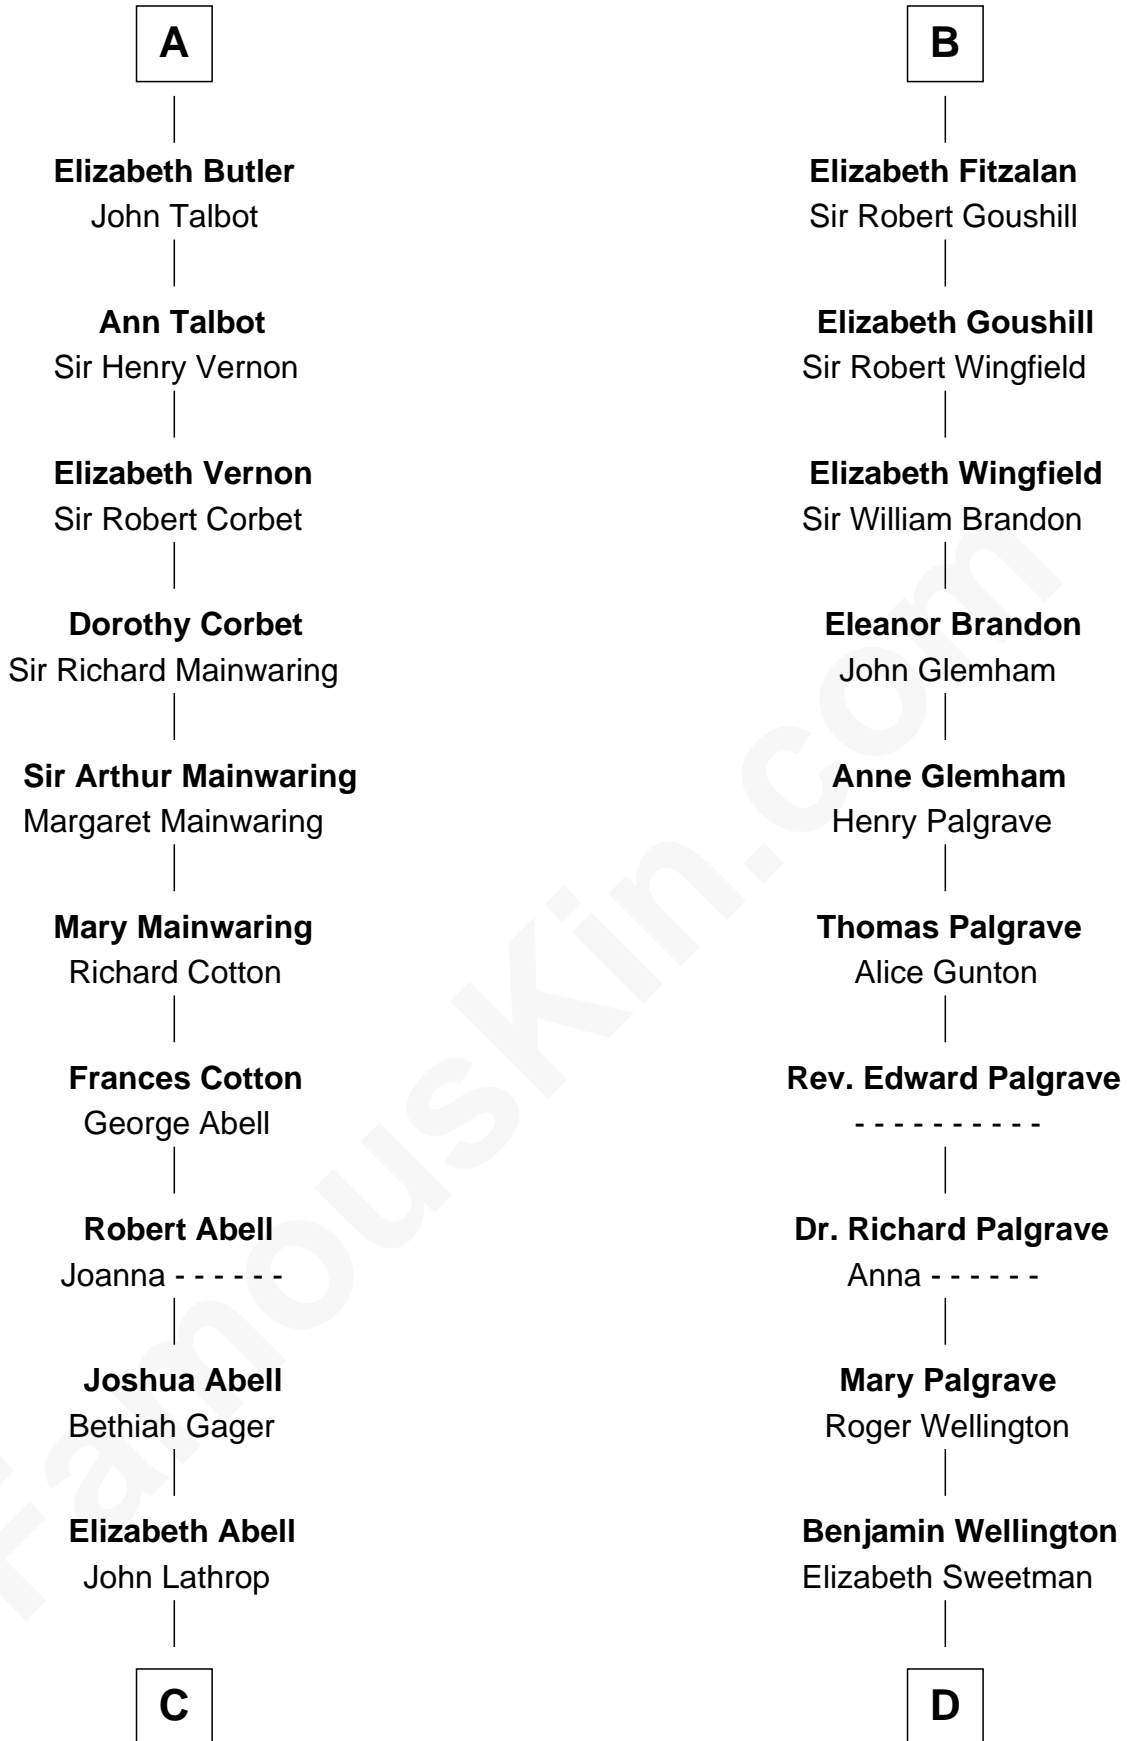 A
Elizabeth Butler
John Talbot
Ann Talbot
Sir Henry Vernon
Elizabeth Vernon
Sir Robert Corbet
Dorothy Corbet
Sir Richard Mainwaring
Sir Arthur Mainwaring
Margaret Mainwaring
Mary Mainwaring
Richard Cotton
Frances Cotton
George Abell
Robert Abell
Joanna - - - - - -
Joshua Abell
Bethiah Gager
Elizabeth Abell
John Lathrop
C
B
Elizabeth Fitzalan
Sir Robert Goushill
Elizabeth Goushill
Sir Robert Wingfield
Elizabeth Wingfield
Sir William Brandon
Eleanor Brandon
John Glemham
Anne Glemham
Henry Palgrave
Thomas Palgrave
Alice Gunton
Rev. Edward Palgrave
- - - - - - - - - -
Dr. Richard Palgrave
Anna - - - - - -
Mary Palgrave
Roger Wellington
Benjamin Wellington
Elizabeth Sweetman
D
FamousKin.com